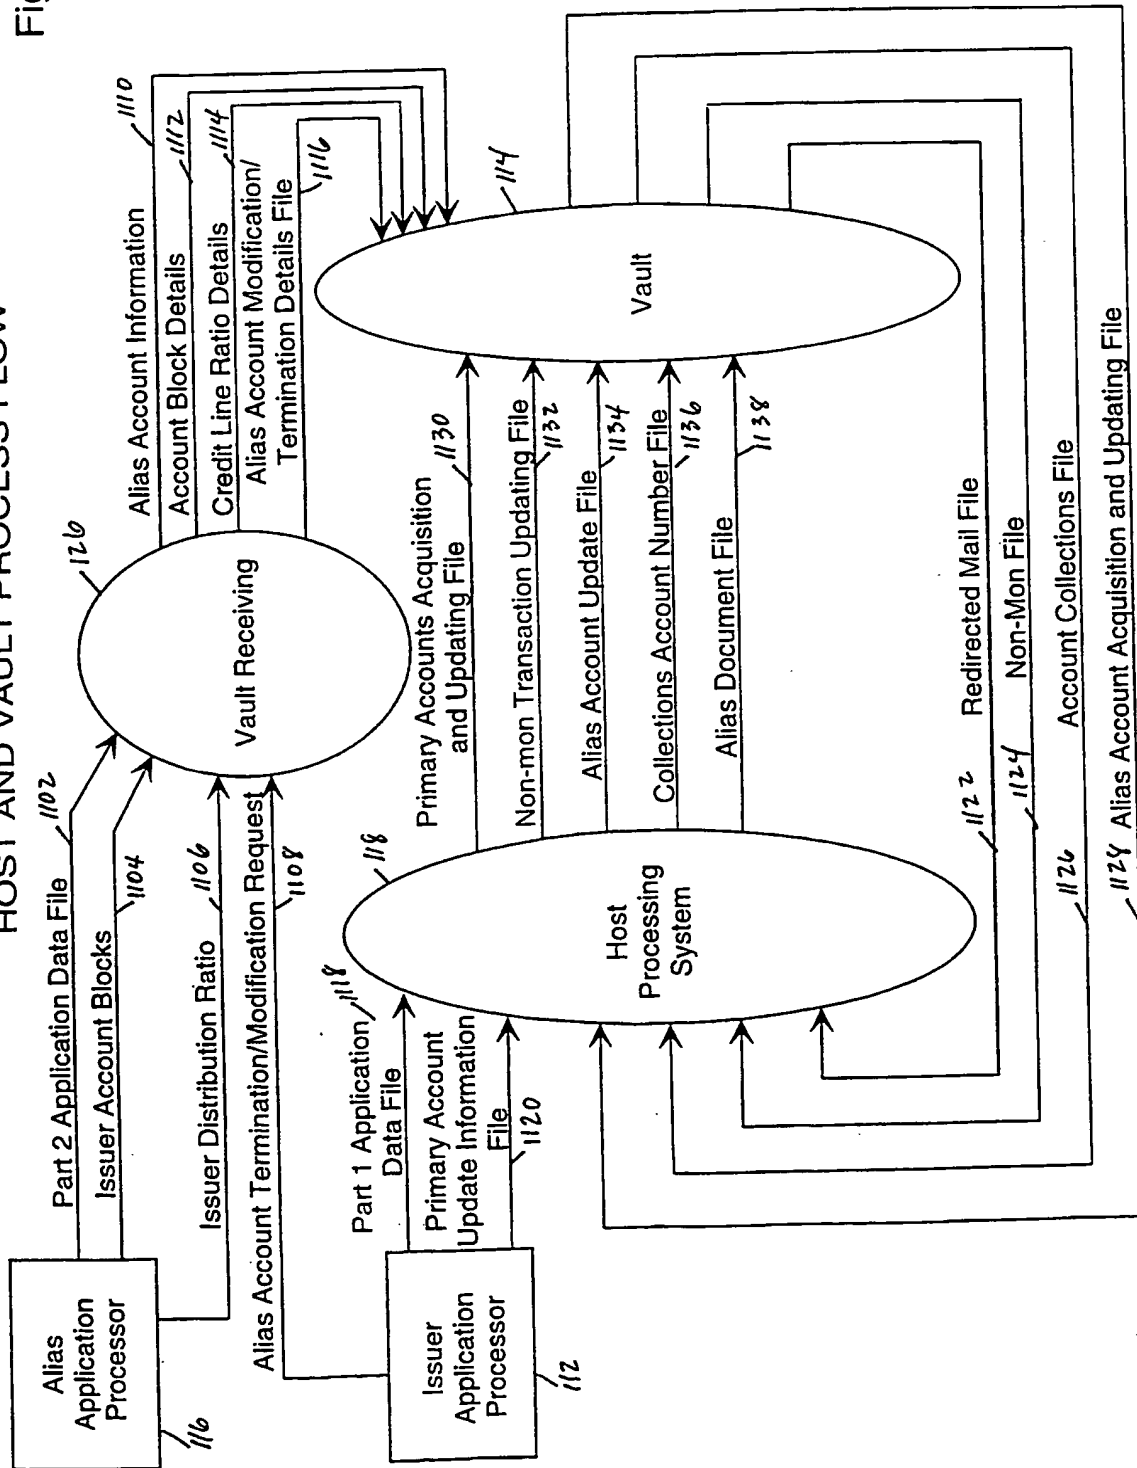 HOST AND VAULT PROCESS FLOW
Fig
Alias
Application
Processor
116
Part 2 Application Data File
1102
Issuer Account Blocks
1104
Issuer Distribution Ratio
1106
Alias Account Termination/Modification Request
1108
Vault Receiving
126
Alias Account Information
1110
Account Block Details
1112
Credit Line Ratio Details
1114
Alias Account Modification/
Termination Details File
1116
Issuer
Application
Processor
112
Part 1 Application
Data File
1118
Primary Account
Update Information
File
1120
Host
Processing
System
118
Primary Accounts Acquisition
and Updating File
1130
Non-mon Transaction Updating File
1132
Alias Account Update File
1134
Collections Account Number File
1136
Alias Document File
1138
Vault
114
1122
Redirected Mail File
1124
Non-Mon File
1126
Account Collections File
1128
Alias Account Acquisition and Updating File